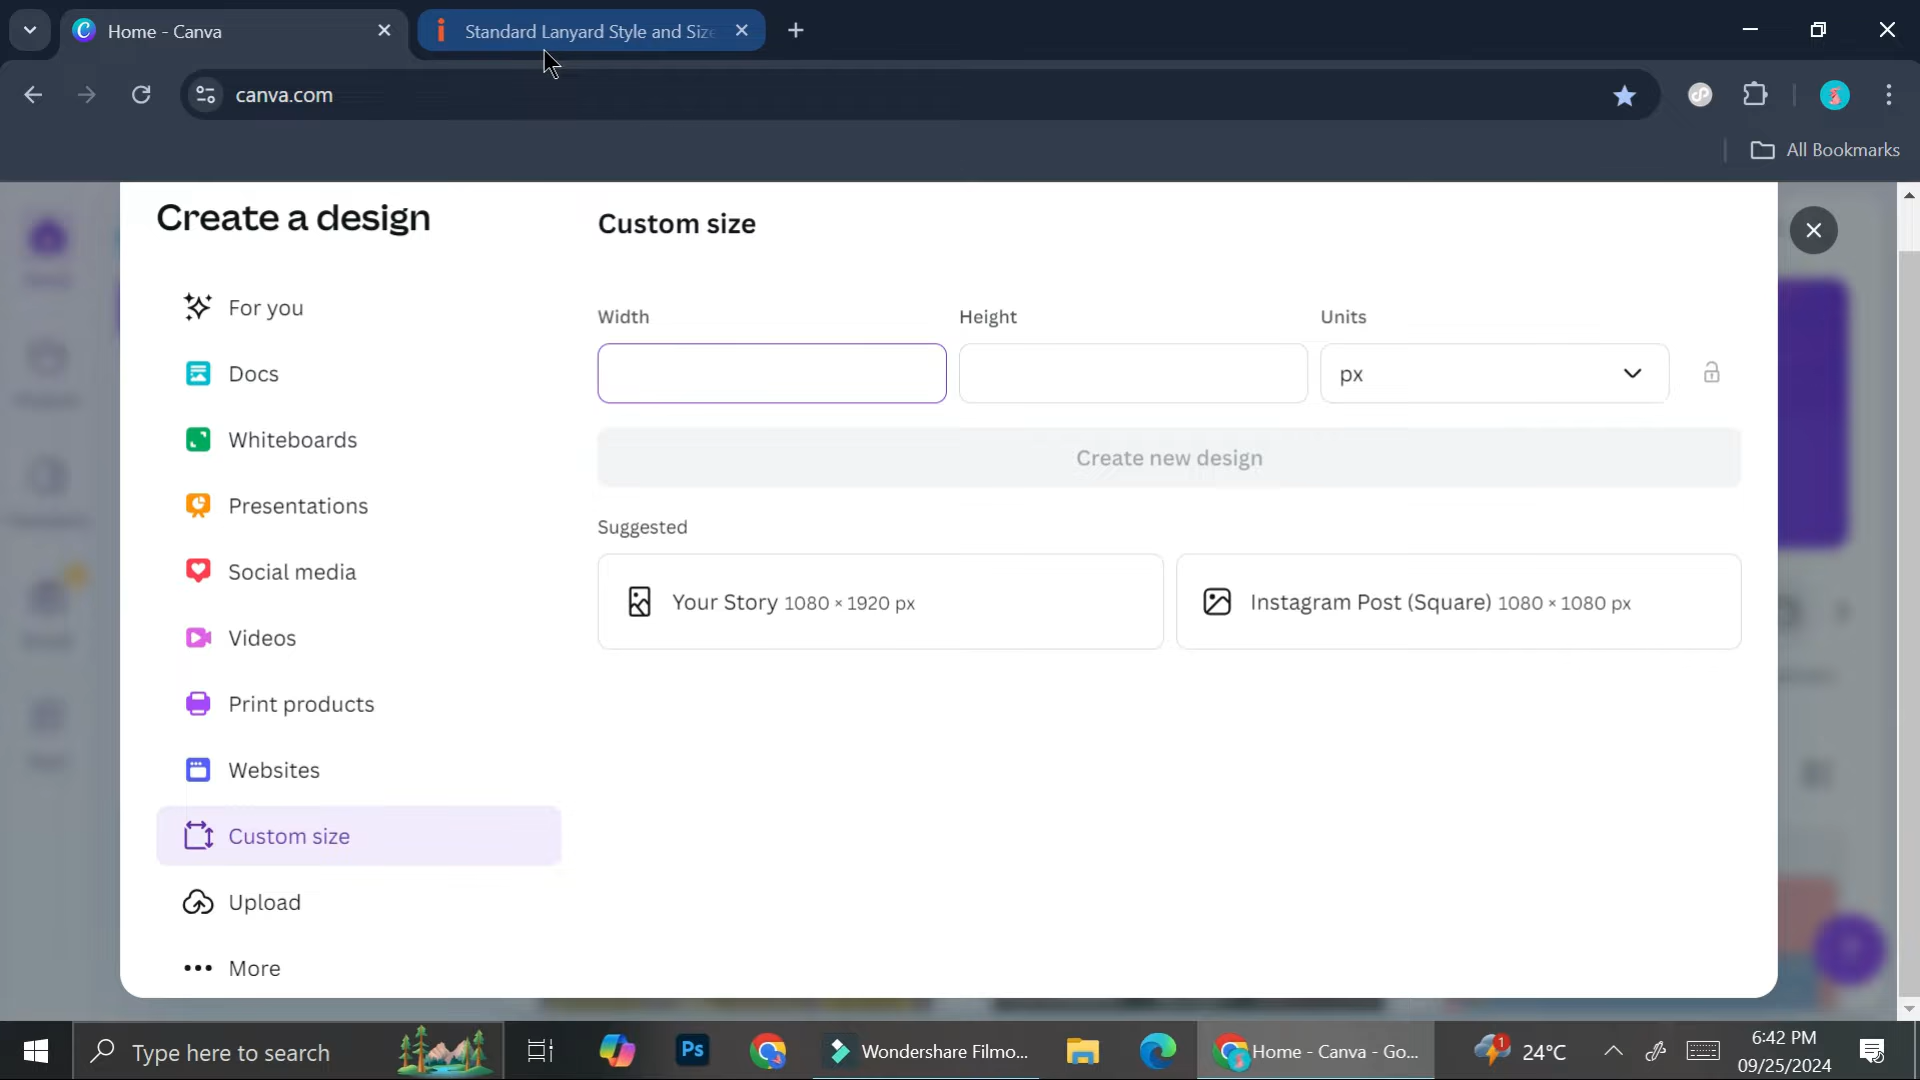 Home - Canva
Standard Lanyard Style and Size
canva.com
All Bookmarks
Create a design
For you
Docs
Whiteboards
Presentations
Social media
Videos
Print products
Websites
Custom size
Upload
More
Custom size
Width
Height
Units
px
Create new design
Suggested
Your Story 1080 × 1920 px
Instagram Post (Square) 1080 × 1080 px
Type here to search
Ps
Wondershare Filmo...
Home - Canva - Go...
1
24°C
6:42 PM
09/25/2024